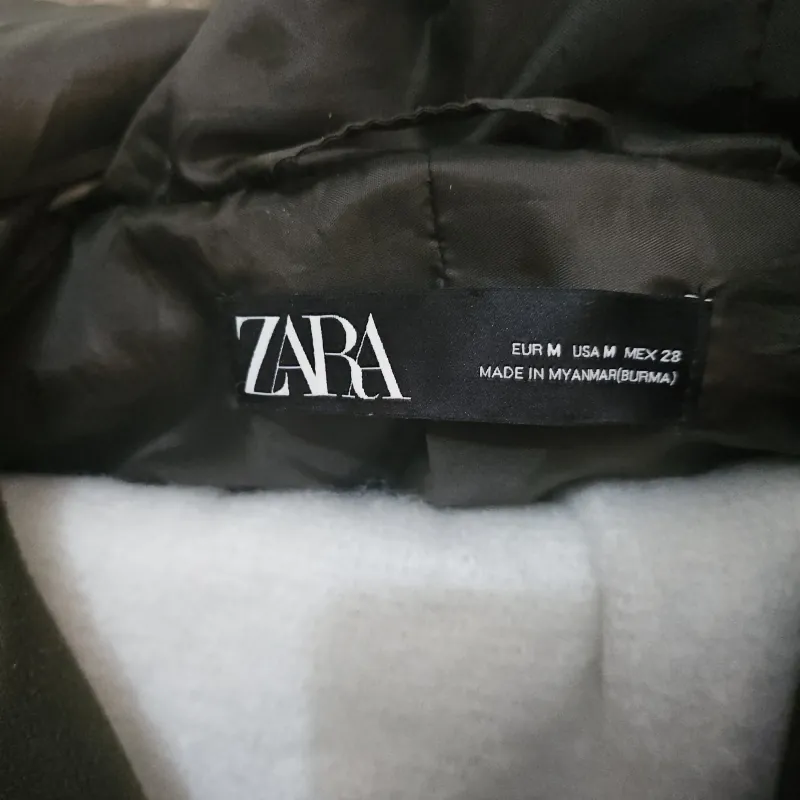 ZARA
EUR M USA M MEX 28
MADE IN MYANMAR(BURMA)